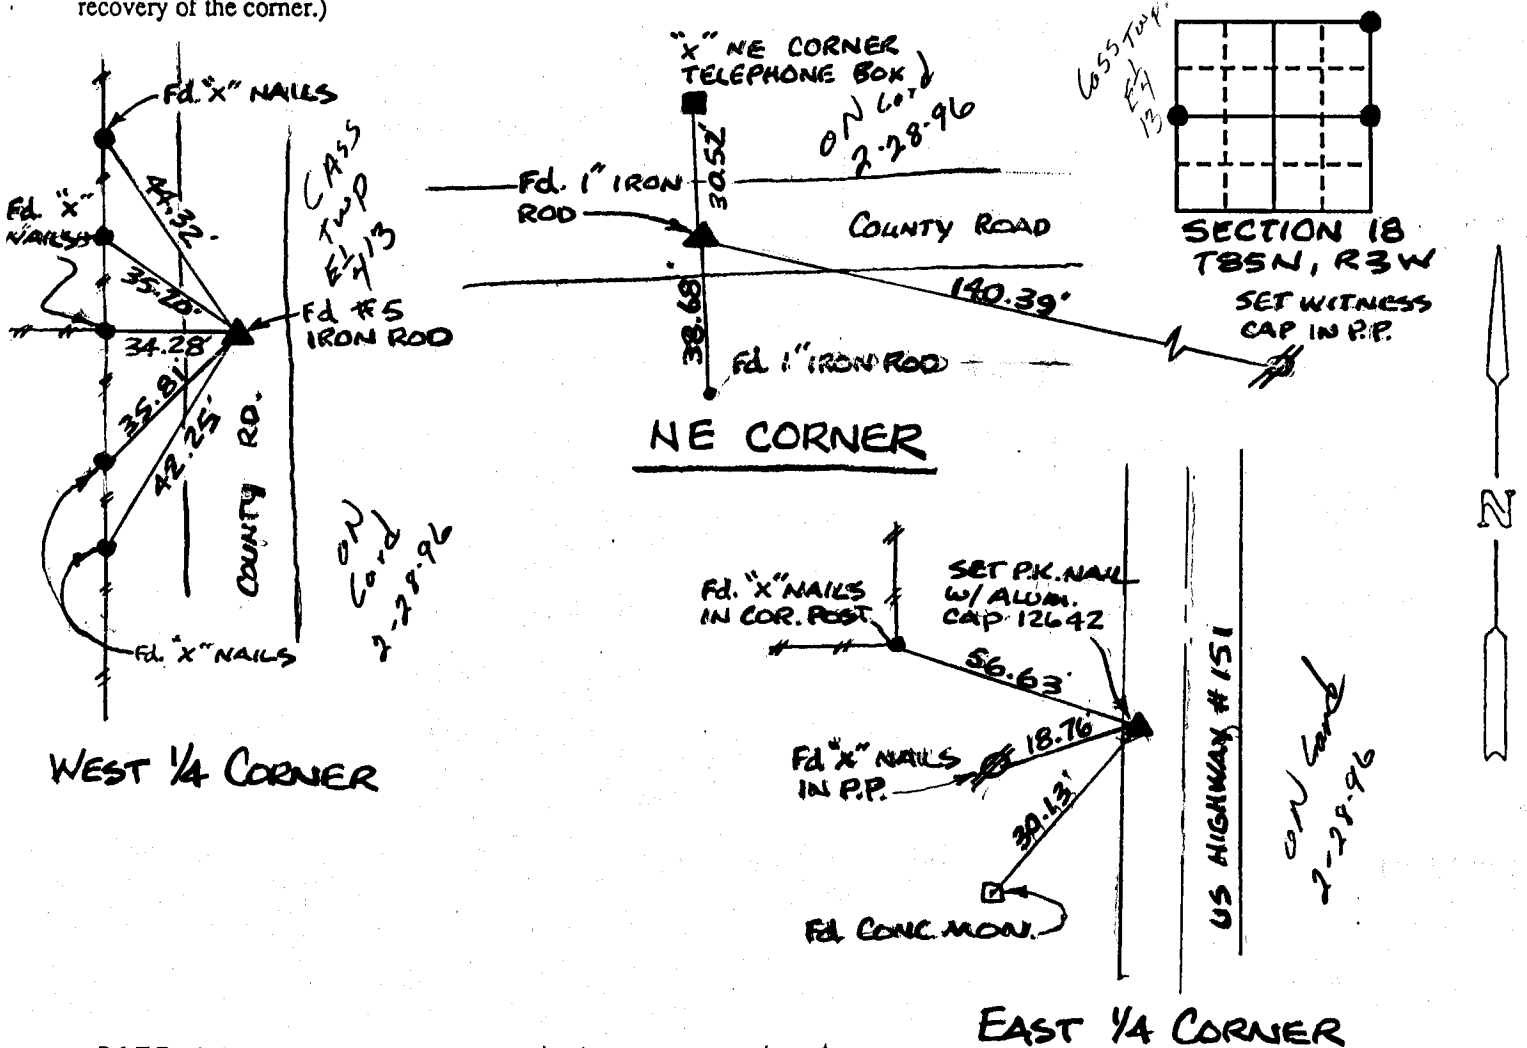 recovery of the corner.)
Fd. "X" NAILS
Fd. "X"
NAILS
44.32'
35.70'
34.28'
35.81'
42.25'
Fd #5
IRON ROD
CASS
TWP
E 1/4 13
COUNTY RD.
ON
Card
2-28-96
Fd. "X" NAILS
WEST 1/4 CORNER
"X" NE CORNER
TELEPHONE BOX
ON Card
2-28-96
30.52'
Fd. 1" IRON
ROD
COUNTY ROAD
140.39'
38.68'
Fd. 1" IRON ROD
SET WITNESS
CAP IN P.P.
NE CORNER
Cass Twp.
E 1/4
13
SECTION 18
T85N, R3W
N
Fd. "X" NAILS
IN COR. POST
SET P.K. NAIL
W/ ALUM.
CAP 12642
56.63'
18.76'
Fd "X" NAILS
IN P.P.
39.13'
Fd. CONC. MON.
US HIGHWAY #151
ON Card
2-28-96
EAST 1/4 CORNER